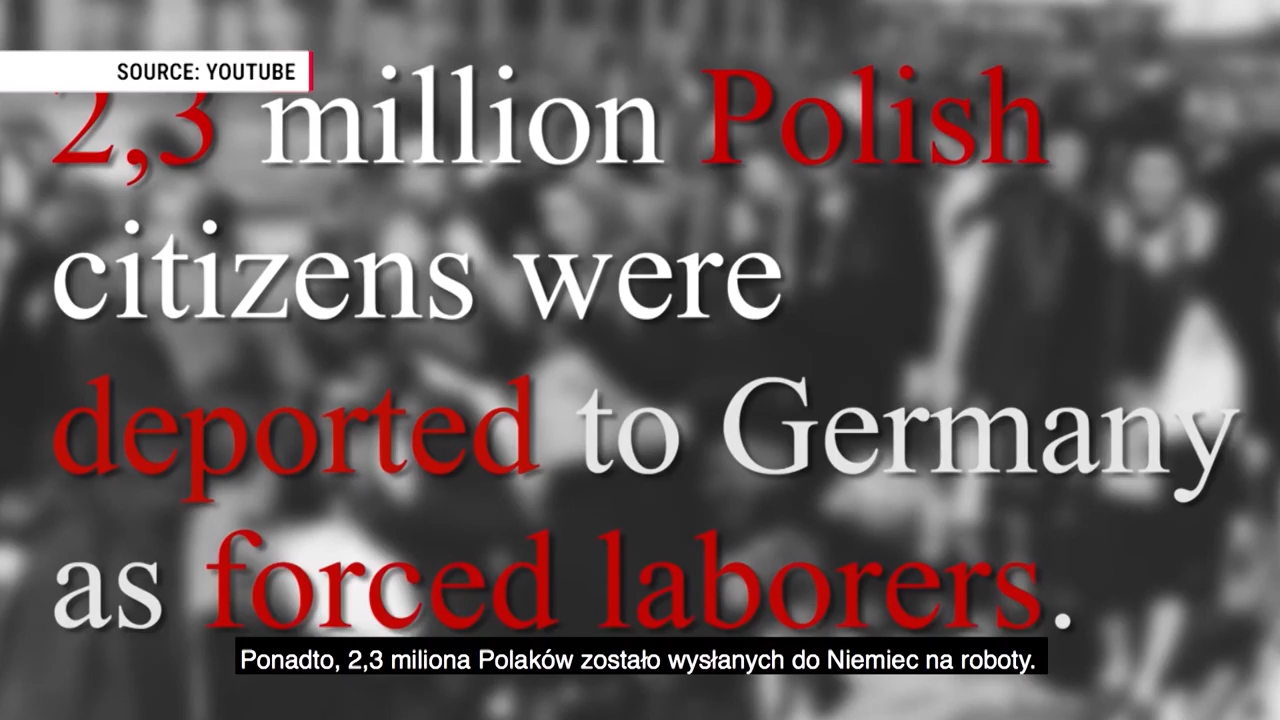 SOURCE: YOUTUBE
2,3 million Polish
citizens were
deported to Germany
as forced laborers.
Ponadto, 2,3 miliona Polaków zostało wysłanych do Niemiec na roboty.